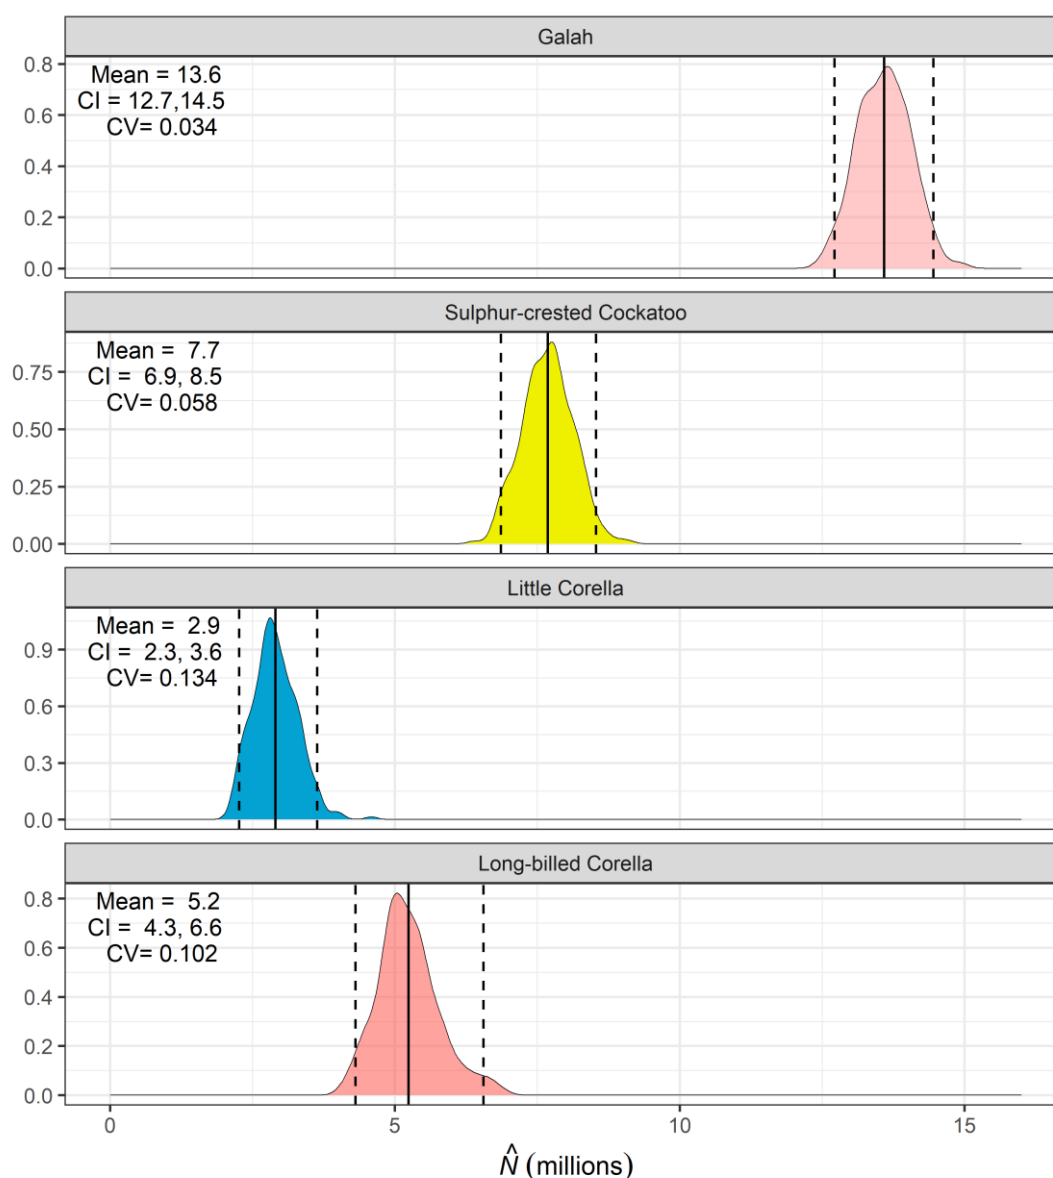 Galah
Mean = 13.6
CI = 12.7,14.5
CV= 0.034
0.8
0.6
0.4
0.2
0.0
Sulphur-crested Cockatoo
Mean =  7.7
CI =  6.9, 8.5
CV= 0.058
0.75
0.50
0.25
0.00
Little Corella
Mean =  2.9
CI =  2.3, 3.6
CV= 0.134
0.9
0.6
0.3
0.0
Long-billed Corella
Mean =  5.2
CI =  4.3, 6.6
CV= 0.102
0.8
0.6
0.4
0.2
0.0
0 5 10 15
N̂ (millions)